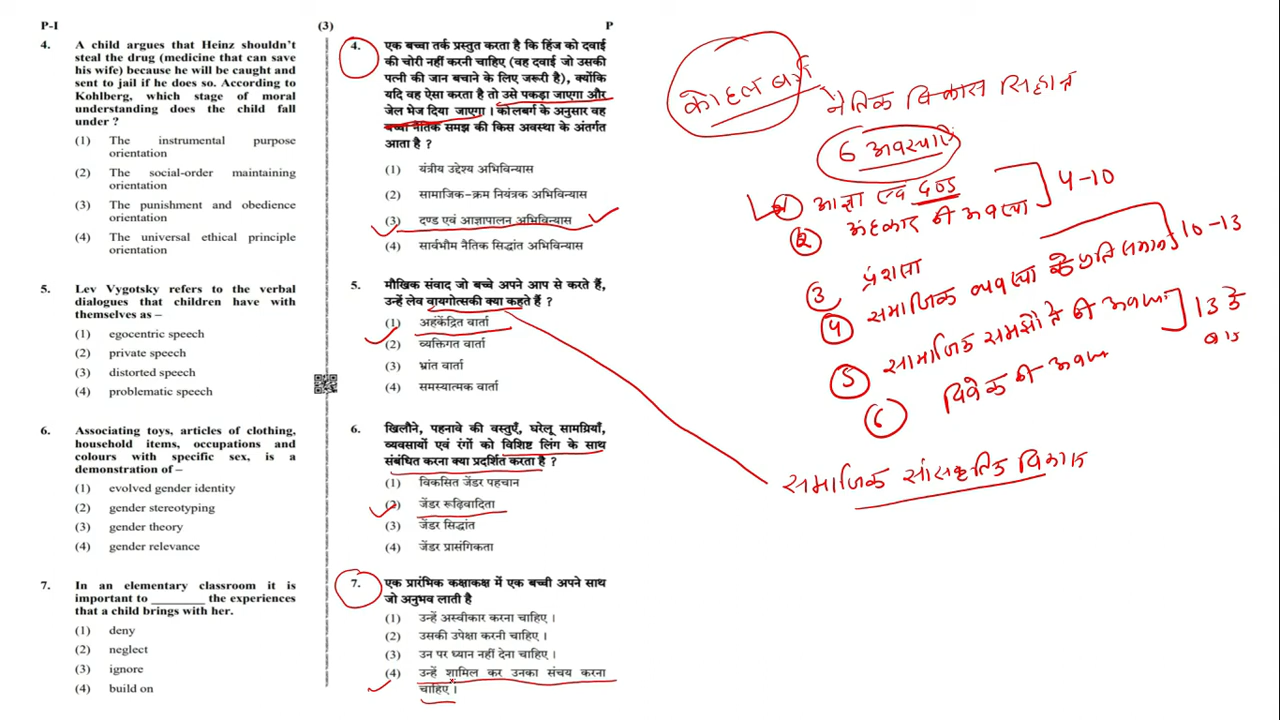 P-I
(3)
P
4. A child argues that Heinz shouldn't
steal the drug (medicine that can save
his wife) because he will be caught and
sent to jail if he does so. According to
Kohlberg, which stage of moral
understanding does the child fall
under ?
(1) The instrumental purpose
orientation
(2) The social-order maintaining
orientation
(3) The punishment and obedience
orientation
(4) The universal ethical principle
orientation
5. Lev Vygotsky refers to the verbal
dialogues that children have with
themselves as –
(1) egocentric speech
(2) private speech
(3) distorted speech
(4) problematic speech
6. Associating toys, articles of clothing,
household items, occupations and
colours with specific sex, is a
demonstration of –
(1) evolved gender identity
(2) gender stereotyping
(3) gender theory
(4) gender relevance
7. In an elementary classroom it is
important to ________ the experiences
that a child brings with her.
(1) deny
(2) neglect
(3) ignore
(4) build on
4. एक बच्चा तर्क प्रस्तुत करता है कि हिंज को दवाई
की चोरी नहीं करनी चाहिए (वह दवाई जो उसकी
पत्नी की जान बचाने के लिए जरूरी है), क्योंकि
यदि वह ऐसा करता है तो उसे पकड़ा जाएगा और
जेल भेज दिया जाएगा । कोलबर्ग के अनुसार वह
बच्चा नैतिक समझ की किस अवस्था के अंतर्गत
आता है ?
(1) यंत्रीय उद्देश्य अभिविन्यास
(2) सामाजिक-क्रम नियंत्रक अभिविन्यास
(3) दण्ड एवं आज्ञापालन अभिविन्यास
(4) सार्वभौम नैतिक सिद्धांत अभिविन्यास
5. मौखिक संवाद जो बच्चे अपने आप से करते हैं,
उन्हें लेव वायगोत्सकी क्या कहते हैं ?
(1) अहंकेंद्रित वार्ता
(2) व्यक्तिगत वार्ता
(3) भ्रांत वार्ता
(4) समस्यात्मक वार्ता
6. खिलौने, पहनावे की वस्तुएँ, घरेलू सामग्रियाँ,
व्यवसायों एवं रंगों को विशिष्ट लिंग के साथ
संबंधित करना क्या प्रदर्शित करता है ?
(1) विकसित जेंडर पहचान
(2) जेंडर रूढ़िवादिता
(3) जेंडर सिद्धांत
(4) जेंडर प्रासंगिकता
7. एक प्रारंभिक कक्षाकक्ष में एक बच्ची अपने साथ
जो अनुभव लाती है
(1) उन्हें अस्वीकार करना चाहिए ।
(2) उसकी उपेक्षा करनी चाहिए ।
(3) उन पर ध्यान नहीं देना चाहिए ।
(4) उन्हें शामिल कर उनका संचय करना
चाहिए ।
कोहलबर्ग
नैतिक विकास सिद्धांत
6 अवस्थाएं
आज्ञा एवं दण्ड
4-10
2 अहंकार की अवस्था
3 प्रशंसा
10-13
4 सामाजिक व्यवस्था के प्रति सम्मान
5 सामाजिक समझौते की अवस्था
13 के
बाद
6 विवेक की अवस्था
सामाजिक सांस्कृतिक विकास